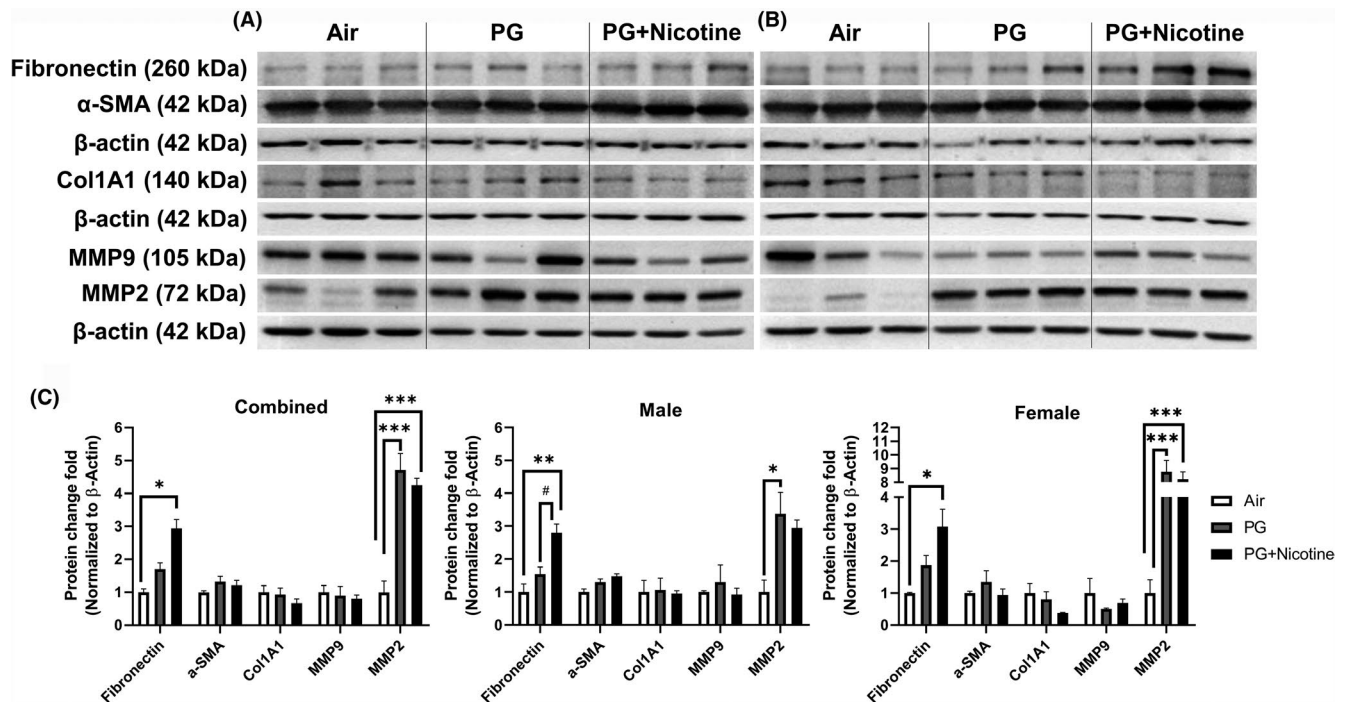 (A) (B)
Air PG PG+Nicotine Air PG PG+Nicotine
Fibronectin (260 kDa)
α-SMA (42 kDa)
β-actin (42 kDa)
Col1A1 (140 kDa)
β-actin (42 kDa)
MMP9 (105 kDa)
MMP2 (72 kDa)
β-actin (42 kDa)
(C)
Combined
Protein change fold
(Normalized to β-Actin)
6
5
4
3
2
1
0
*
***
***
Fibronectin
a-SMA
Col1A1
MMP9
MMP2
Male
Protein change fold
(Normalized to β-Actin)
6
5
4
3
2
1
0
**
#
*
Fibronectin
a-SMA
Col1A1
MMP9
MMP2
Female
Protein change fold
(Normalized to β-Actin)
12
11
10
9
8
4
3
2
1
0
*
***
***
Fibronectin
a-SMA
Col1A1
MMP9
MMP2
Air
PG
PG+Nicotine